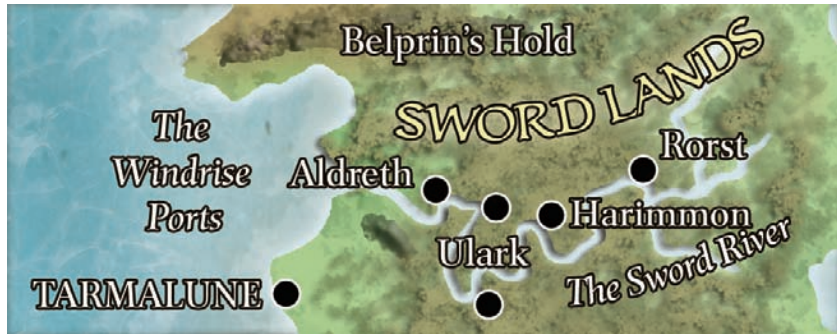 Belprin's Hold
SWORD LANDS
The
Windrise
Ports
Rorst
Aldreth
Harimmon
Ulark
The Sword River
TARMALUNE